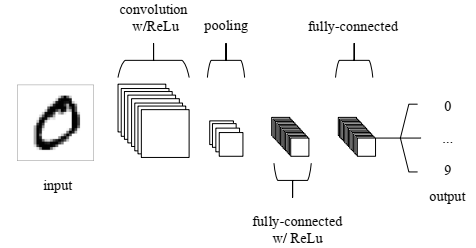 convolution
w/ReLu
pooling
fully-connected
input
fully-connected
w/ ReLu
0
...
9
output